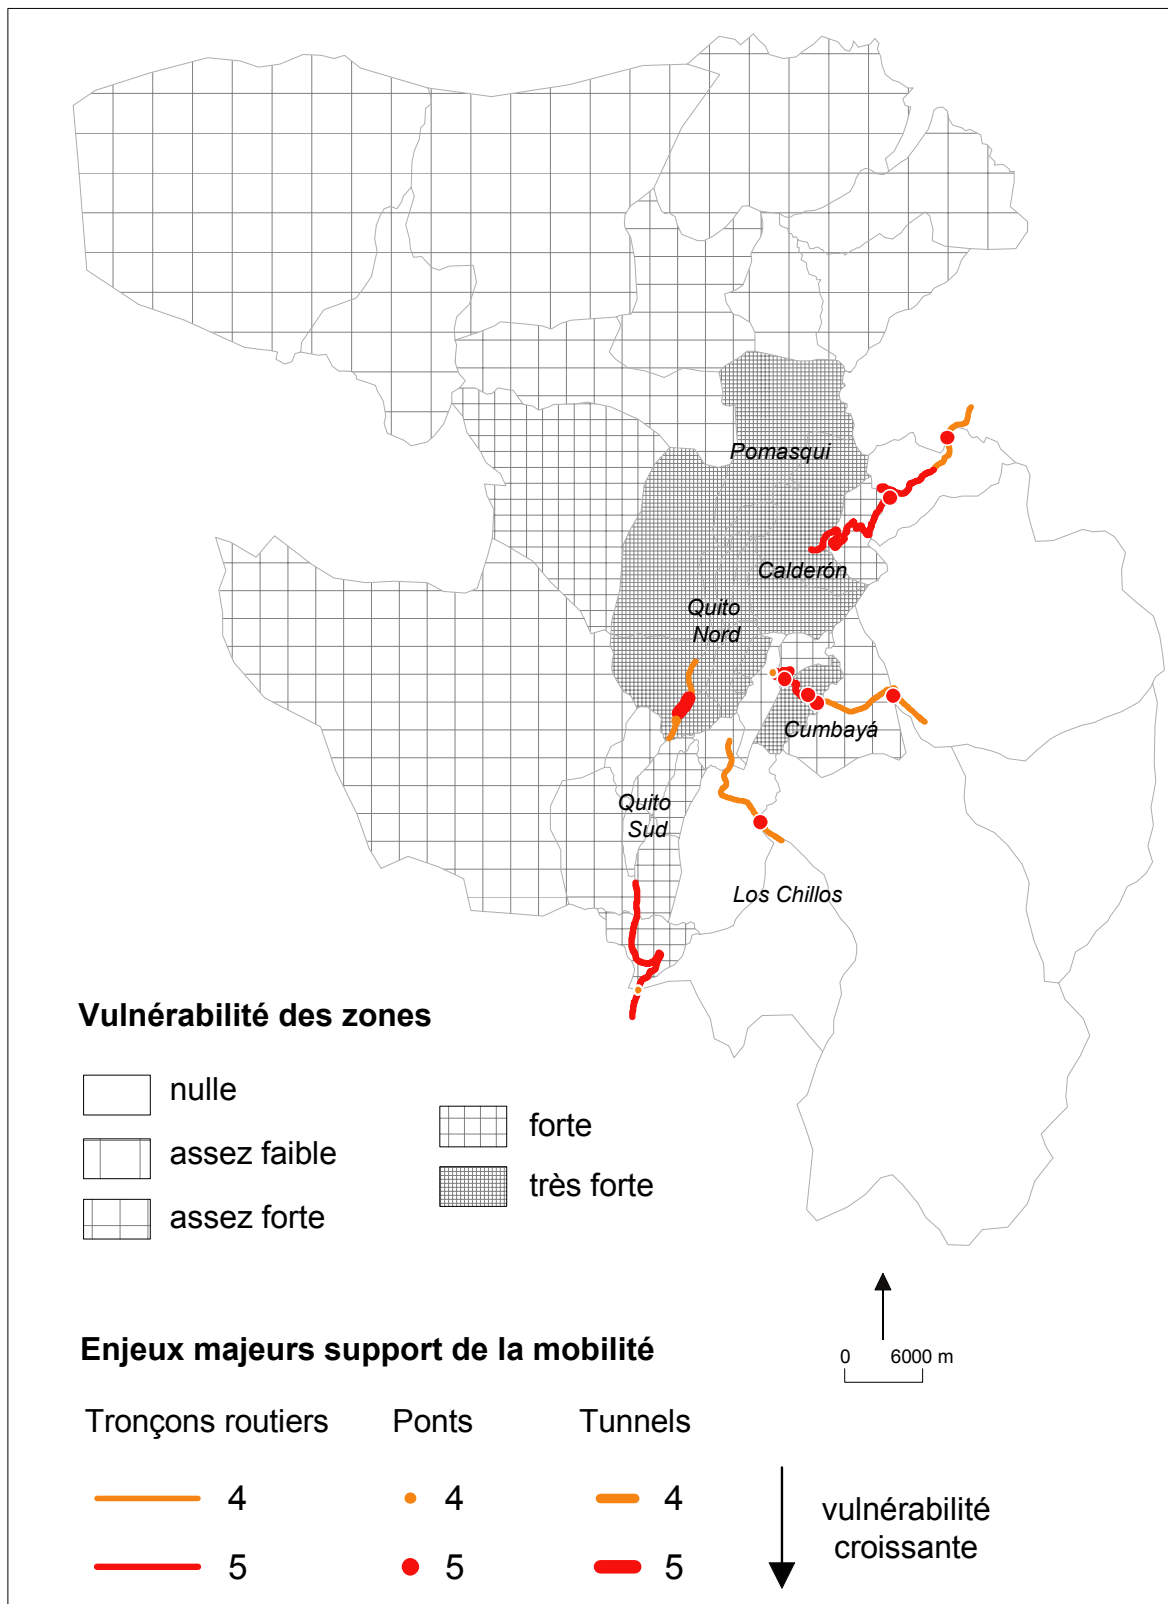 Pomasqui
Calderón
Quito
Nord
Cumbayá
Quito
Sud
Los Chillos
Vulnérabilité des zones
nulle
assez faible
assez forte
forte
très forte
Enjeux majeurs support de la mobilité
0 6000 m
Tronçons routiers Ponts Tunnels
4 4 4
5 5 5
vulnérabilité
croissante